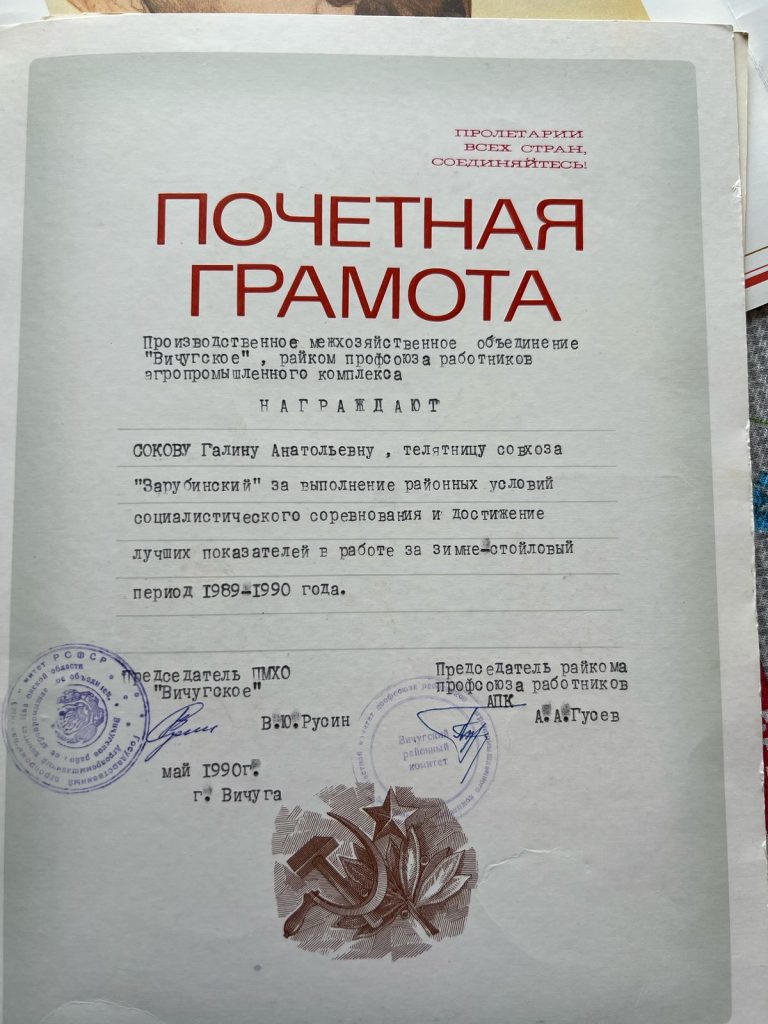 ПРОЛЕТАРИИ
ВСЕХ СТРАН,
СОЕДИНЯЙТЕСЬ!
ПОЧЕТНАЯ
ГРАМОТА
Производственное межхозяйственное объединение
"Вичугское" , райком профсоюза работников
агропромышленного комплекса
НАГРАЖДАЮТ
СОКОВУ Галину Анатольевну , телятницу совхоза
"Зарубинский" за выполнение районных условий
социалистического соревнования и достижение
лучших показателей в работе за зимне-стойловый
период 1989-1990 года.
Председатель ПМХО
"Вичугское"
В.Ю.Русин
май 1990г.
г. Вичуга
Председатель райкома
профсоюза работников
АПК
А.А.Гусев
РСФСР
Вичугский
районный
комитет